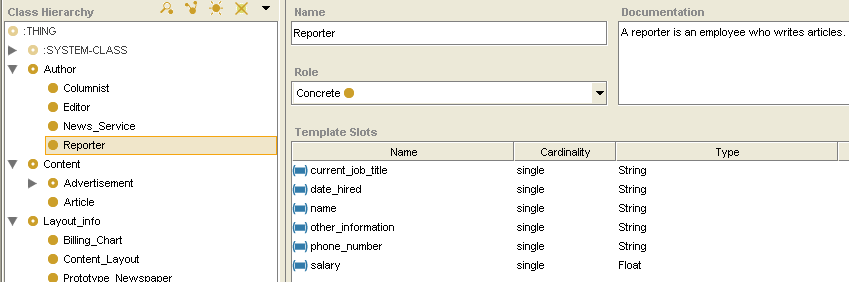 Class Hierarchy
:THING
:SYSTEM-CLASS
Author
Columnist
Editor
News_Service
Reporter
Content
Advertisement
Article
Layout_info
Billing_Chart
Content_Layout
Prototype_Newspaper
Name
Reporter
Documentation
A reporter is an employee who writes articles.
Role
Concrete
Template Slots
Name Cardinality Type
current_job_title single String
date_hired single String
name single String
other_information single String
phone_number single String
salary single Float